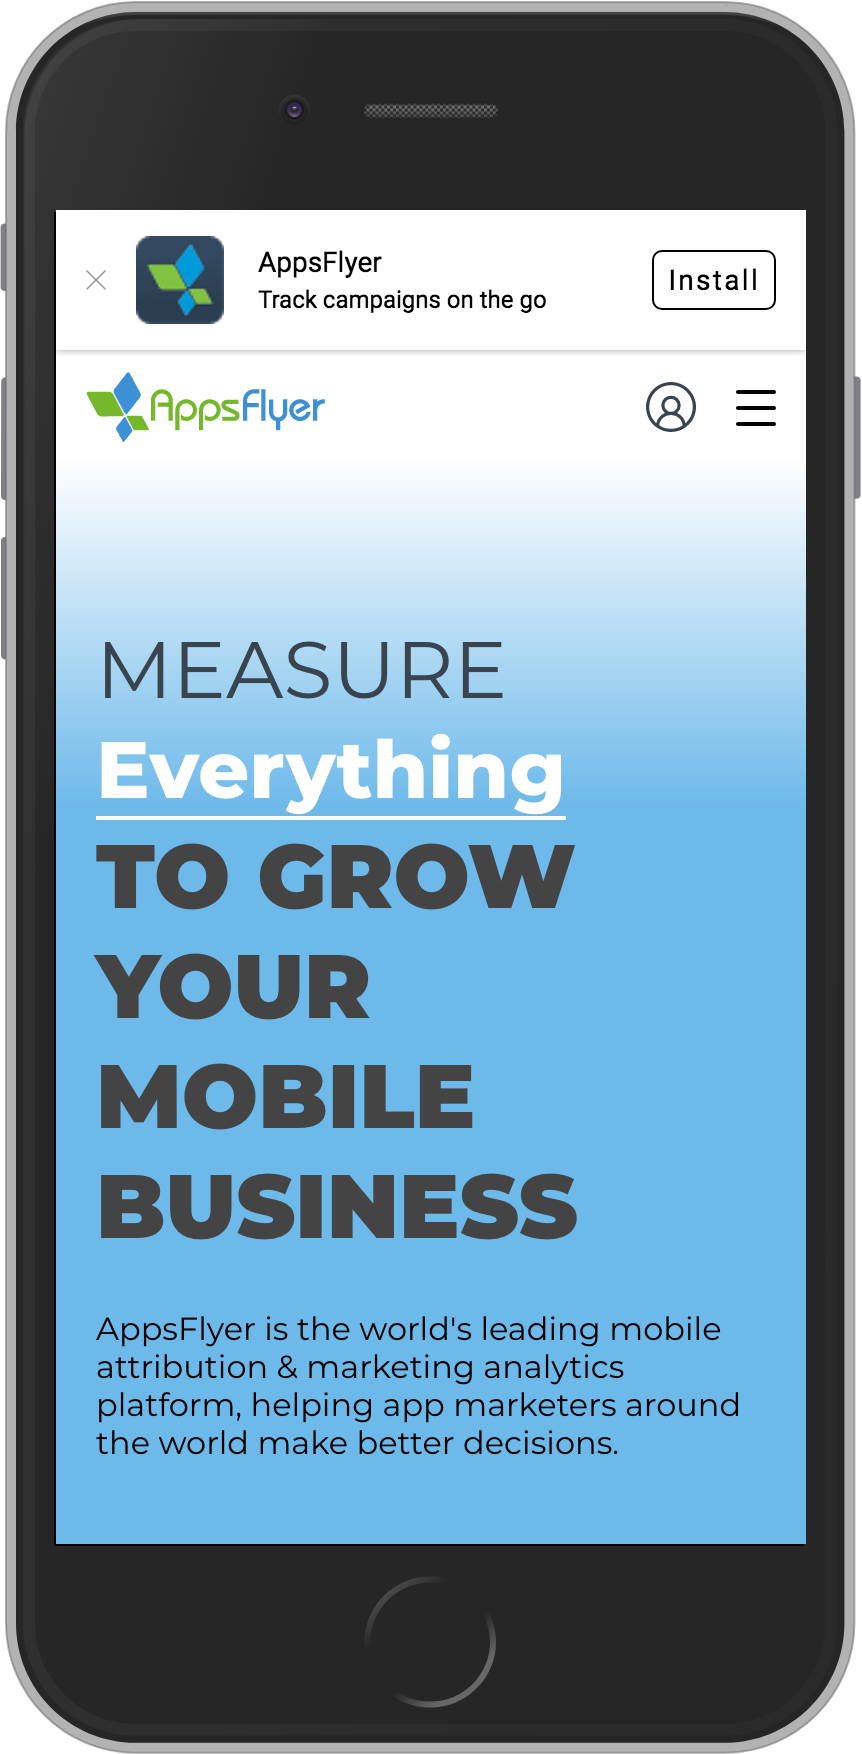 AppsFlyer
Track campaigns on the go
Install
AppsFlyer
MEASURE
Everything
TO GROW
YOUR
MOBILE
BUSINESS
AppsFlyer is the world's leading mobile
attribution & marketing analytics
platform, helping app marketers around
the world make better decisions.